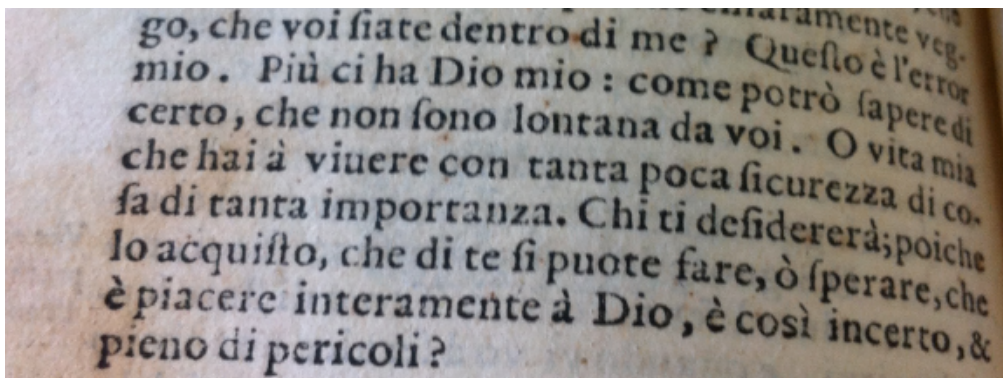 chiaramente veg-
go, che voi ſiate dentro di me ? Queſto è l'error
mio . Più ci ha Dio mio : come potrò ſapere di
certo, che non ſono lontana da voi . O vita mia
che hai à viuere con tanta poca ſicurezza di co-
ſa di tanta importanza. Chi ti deſidererà; poiche
lo acquiſto, che di te ſi puote fare, ò ſperare, che
è piacere interamente à Dio, è così incerto, &
pieno di pericoli ?